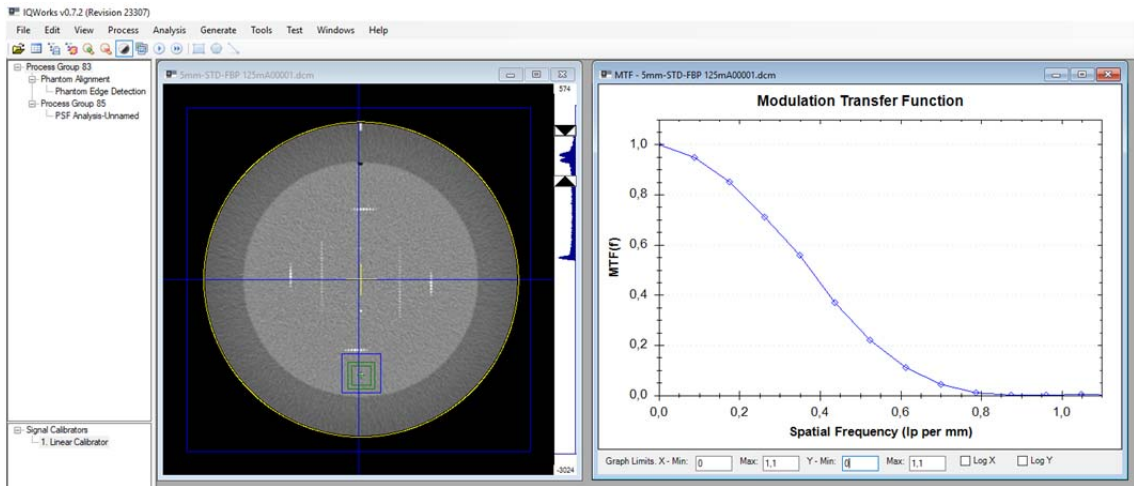 IQWorks v0.7.2 (Revision 23307)
File Edit View Process Analysis Generate Tools Test Windows Help
Process Group 83
Phantom Alignment
Phantom Edge Detection
Process Group 85
PSF Analysis-Unnamed
Signal Calibrators
1. Linear Calibrator
5mm-STD-FBP 125mA00001.dcm
574
-3024
MTF - 5mm-STD-FBP 125mA00001.dcm
Modulation Transfer Function
MTF(f)
1,0
0,8
0,6
0,4
0,2
0,0
0,0 0,2 0,4 0,6 0,8 1,0
Spatial Frequency (lp per mm)
Graph Limits: X - Min: 0 Max: 1,1 Y - Min: 0 Max: 1,1 Log X Log Y